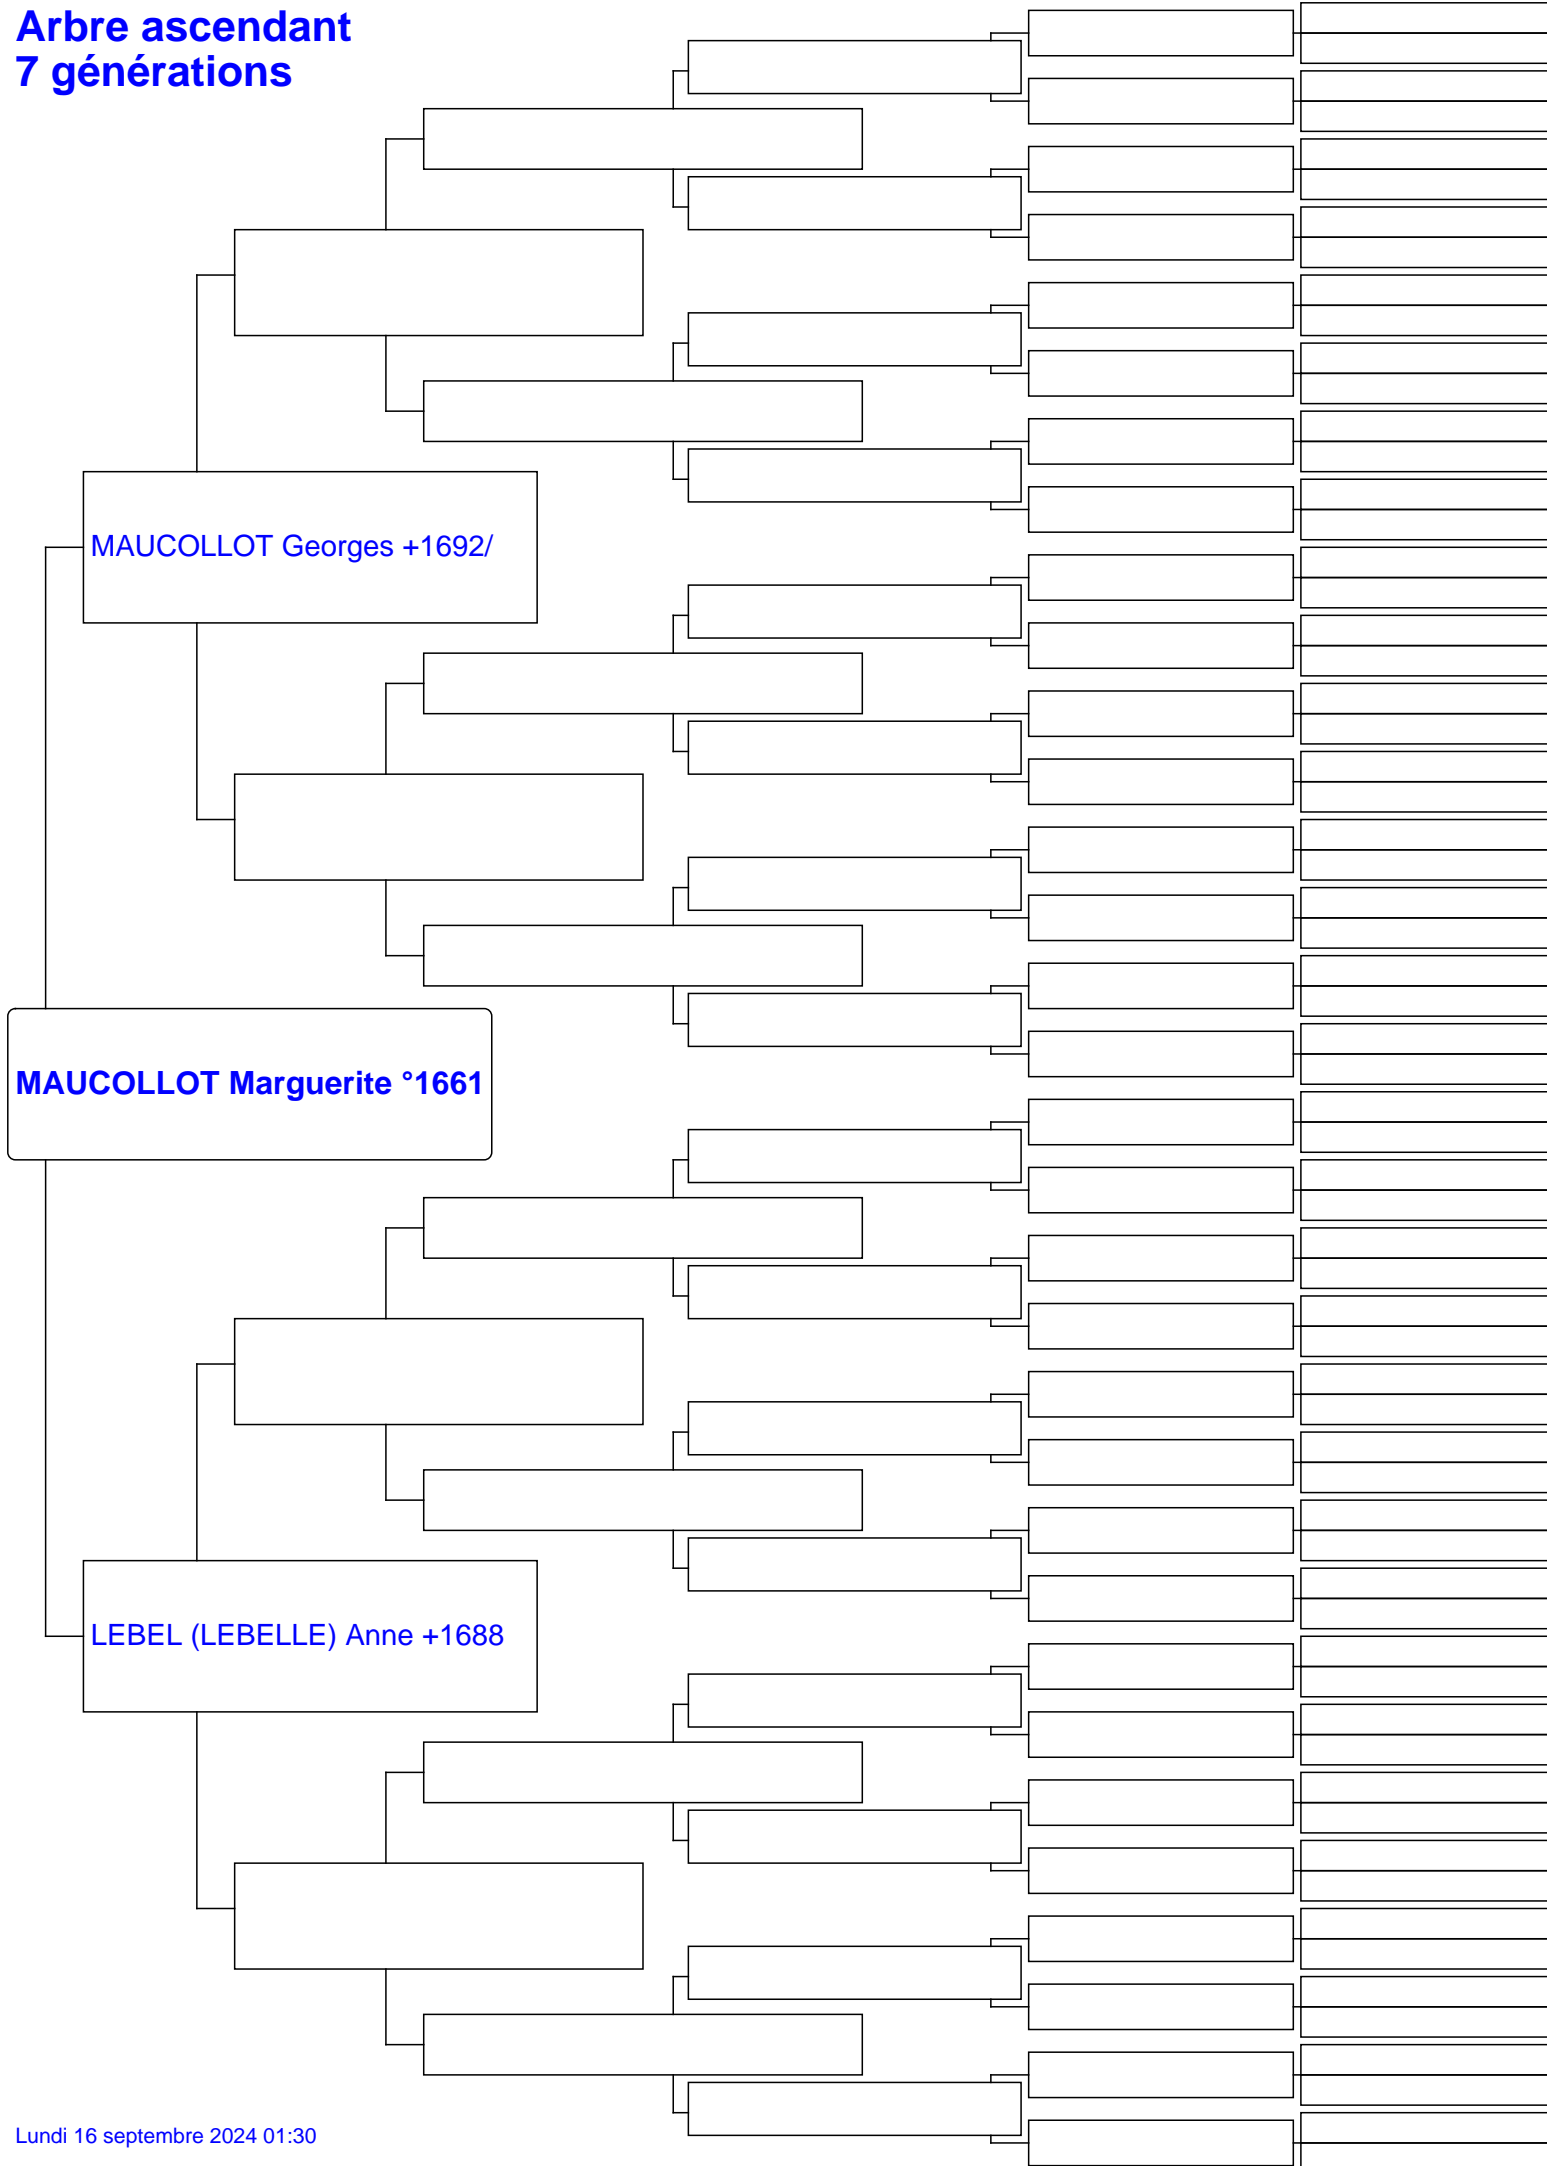 Arbre ascendant
7 générations
MAUCOLLOT Georges +1692/
MAUCOLLOT Marguerite °1661
LEBEL (LEBELLE) Anne +1688
Lundi 16 septembre 2024 01:30